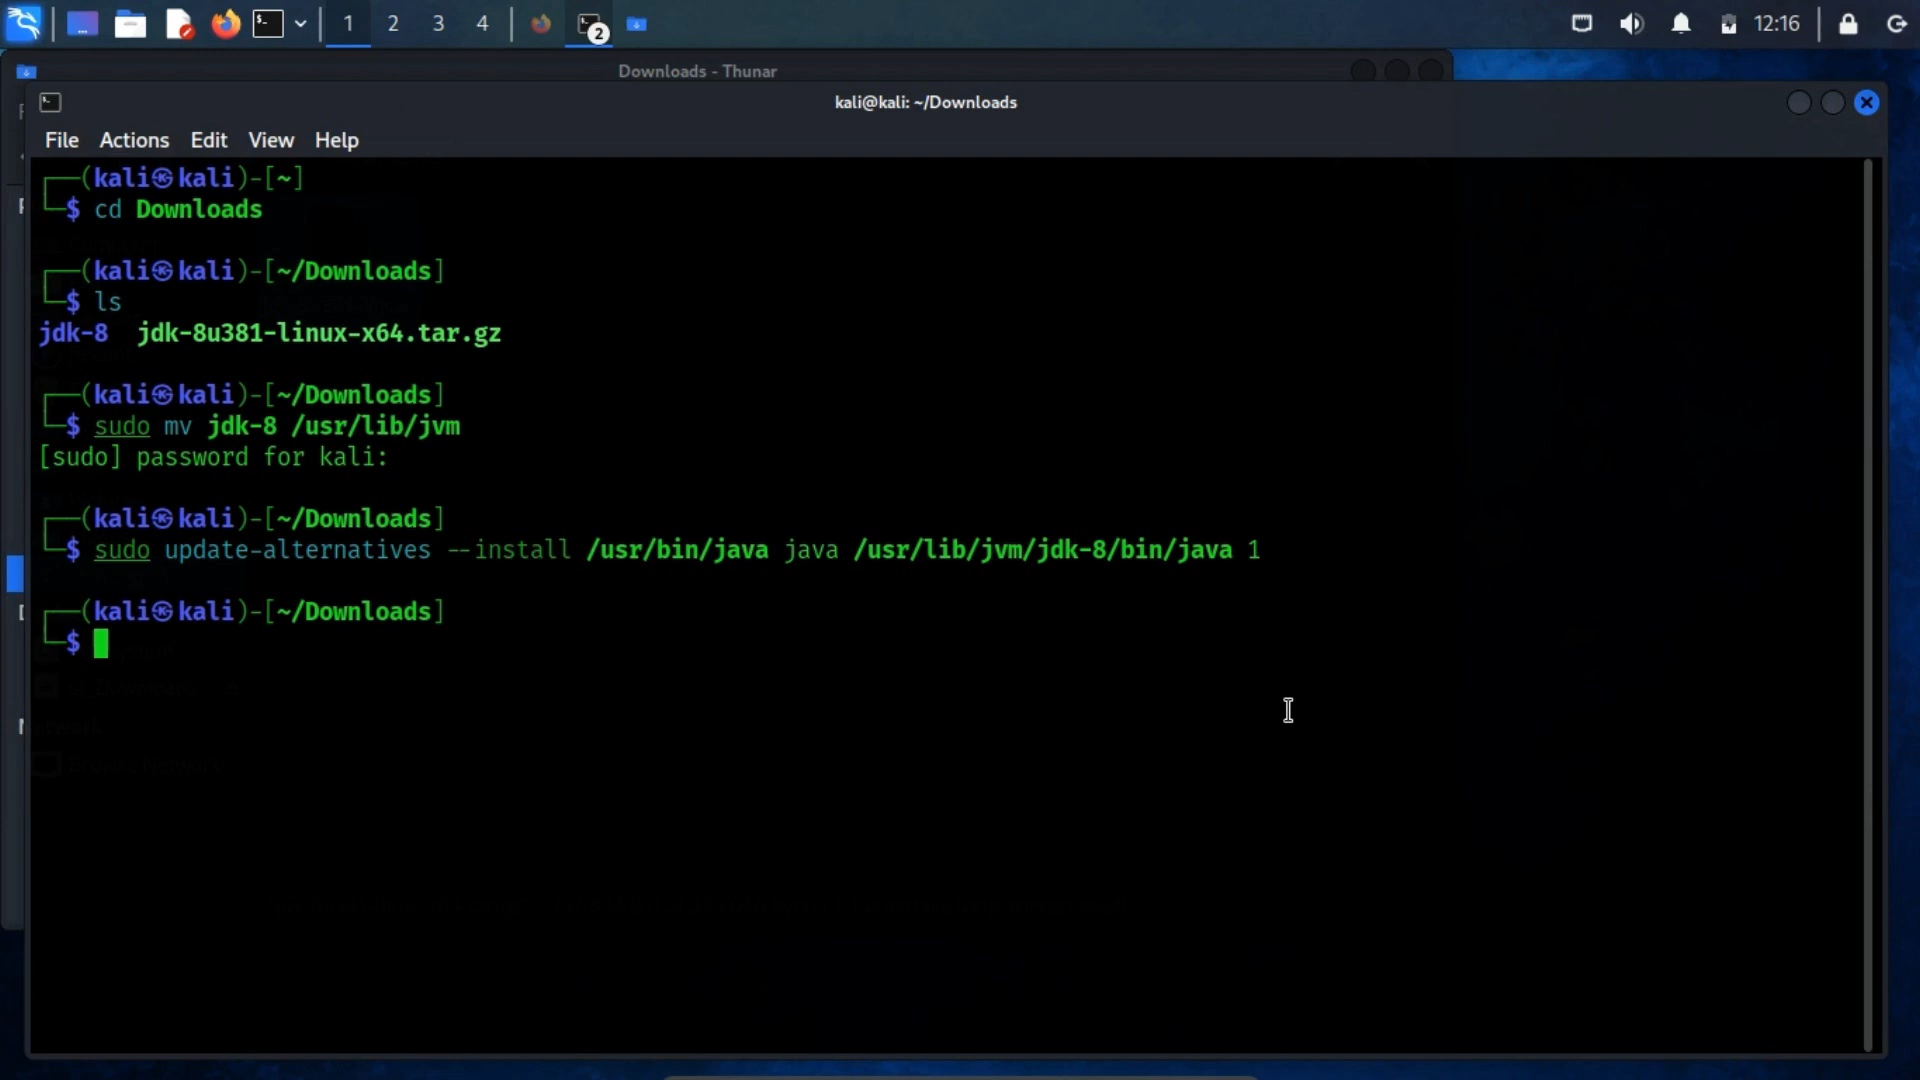 1 2 3 4 2 12:16
Downloads - Thunar
kali@kali: ~/Downloads
File Actions Edit View Help
┌──(kali㉿kali)-[~]
└─$ cd Downloads
┌──(kali㉿kali)-[~/Downloads]
└─$ ls
jdk-8 jdk-8u381-linux-x64.tar.gz
┌──(kali㉿kali)-[~/Downloads]
└─$ sudo mv jdk-8 /usr/lib/jvm
[sudo] password for kali:
┌──(kali㉿kali)-[~/Downloads]
└─$ sudo update-alternatives --install /usr/bin/java java /usr/lib/jvm/jdk-8/bin/java 1
┌──(kali㉿kali)-[~/Downloads]
└─$